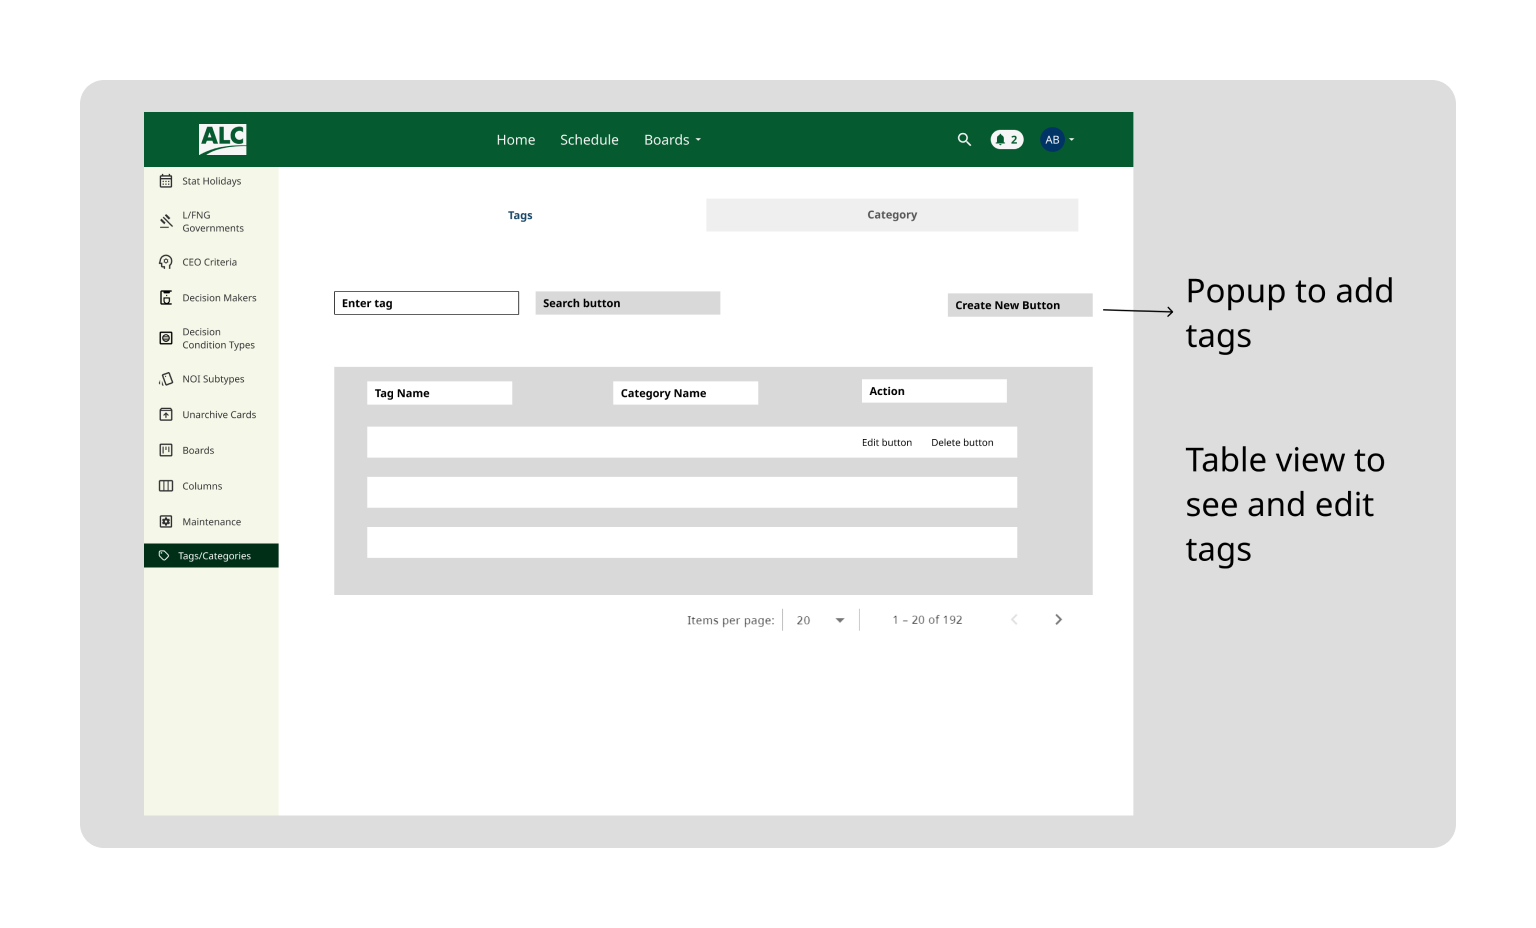 ALC
Home Schedule Boards
2
AB
Stat Holidays
L/FNG
Governments
CEO Criteria
Decision Makers
Decision
Condition Types
NOI Subtypes
Unarchive Cards
Boards
Columns
Maintenance
Tags/Categories
Tags
Category
Enter tag
Search button
Create New Button
Tag Name
Category Name
Action
Edit button
Delete button
Items per page:
20
1 – 20 of 192
Popup to add
tags
Table view to
see and edit
tags